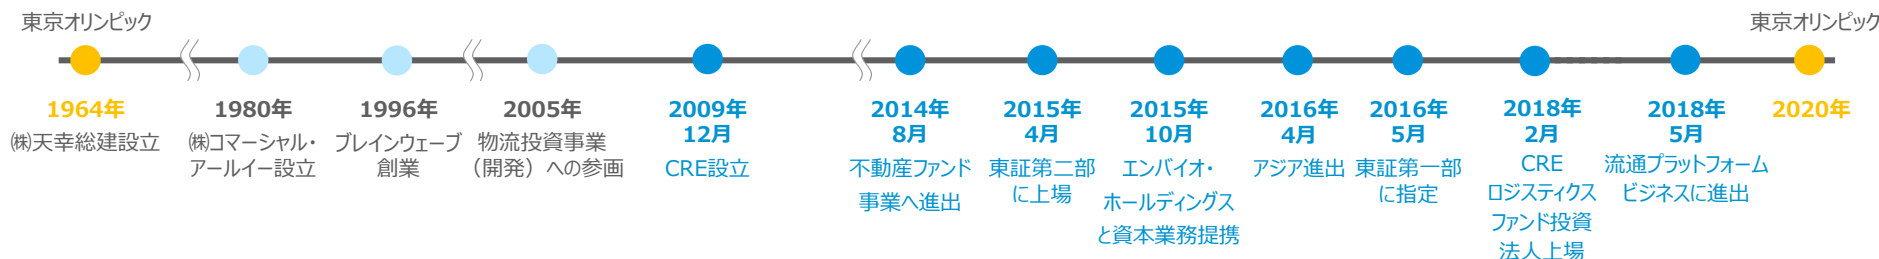 東京オリンピック
東京オリンピック
1964年
㈱天幸総建設立
1980年
㈱コマーシャル・
アールイー設立
1996年
ブレインウェーブ
創業
2005年
物流投資事業
（開発）への参画
2009年
12月
CRE設立
2014年
8月
不動産ファンド
事業へ進出
2015年
4月
東証第二部
に上場
2015年
10月
エンバイオ・
ホールディングス
と資本業務提携
2016年
4月
アジア進出
2016年
5月
東証第一部
に指定
2018年
2月
CRE
ロジスティクス
ファンド投資
法人上場
2018年
5月
流通プラットフォーム
ビジネスに進出
2020年